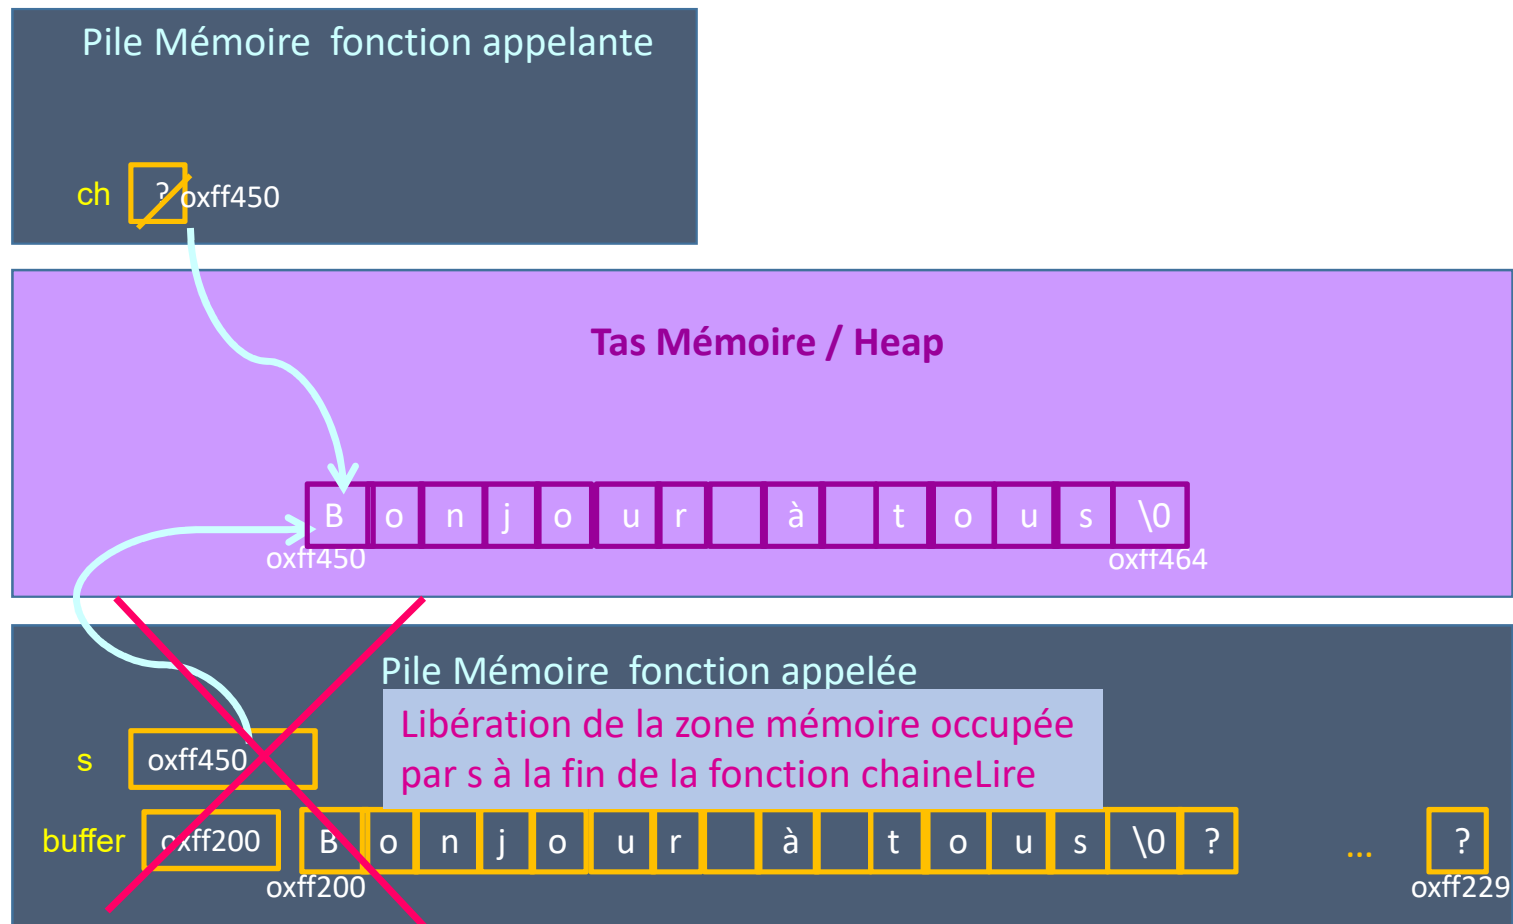 Pile Mémoire fonction appelante
ch ? oxff450
Tas Mémoire / Heap
B o n j o u r à t o u s \0
oxff450 oxff464
Pile Mémoire fonction appelée
Libération de la zone mémoire occupée
par s à la fin de la fonction chaineLire
s oxff450
buffer oxff200 B o n j o u r à t o u s \0 ? ... ?
oxff200 oxff229